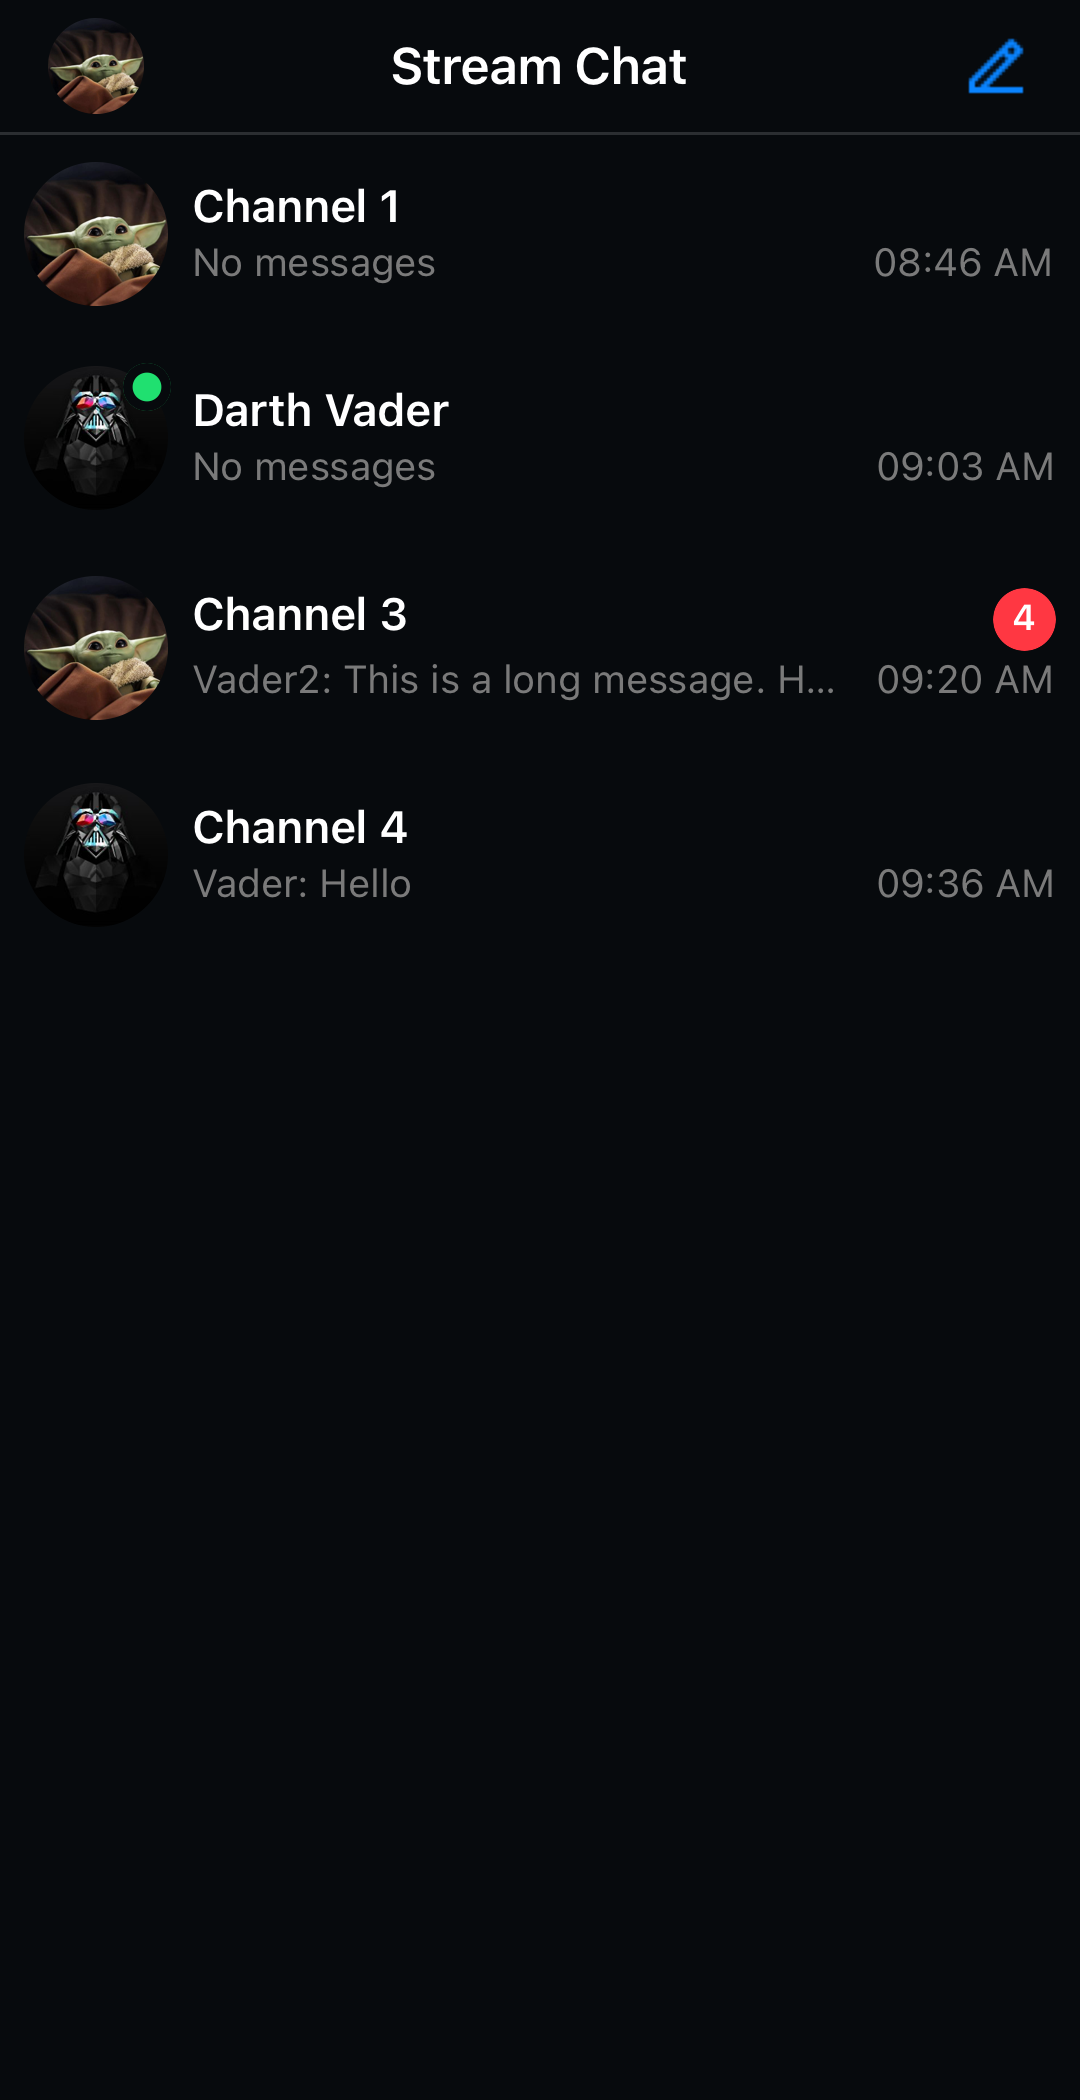 Stream Chat
Channel 1
No messages 08:46 AM
Darth Vader
No messages 09:03 AM
Channel 3 4
Vader2: This is a long message. H... 09:20 AM
Channel 4
Vader: Hello 09:36 AM